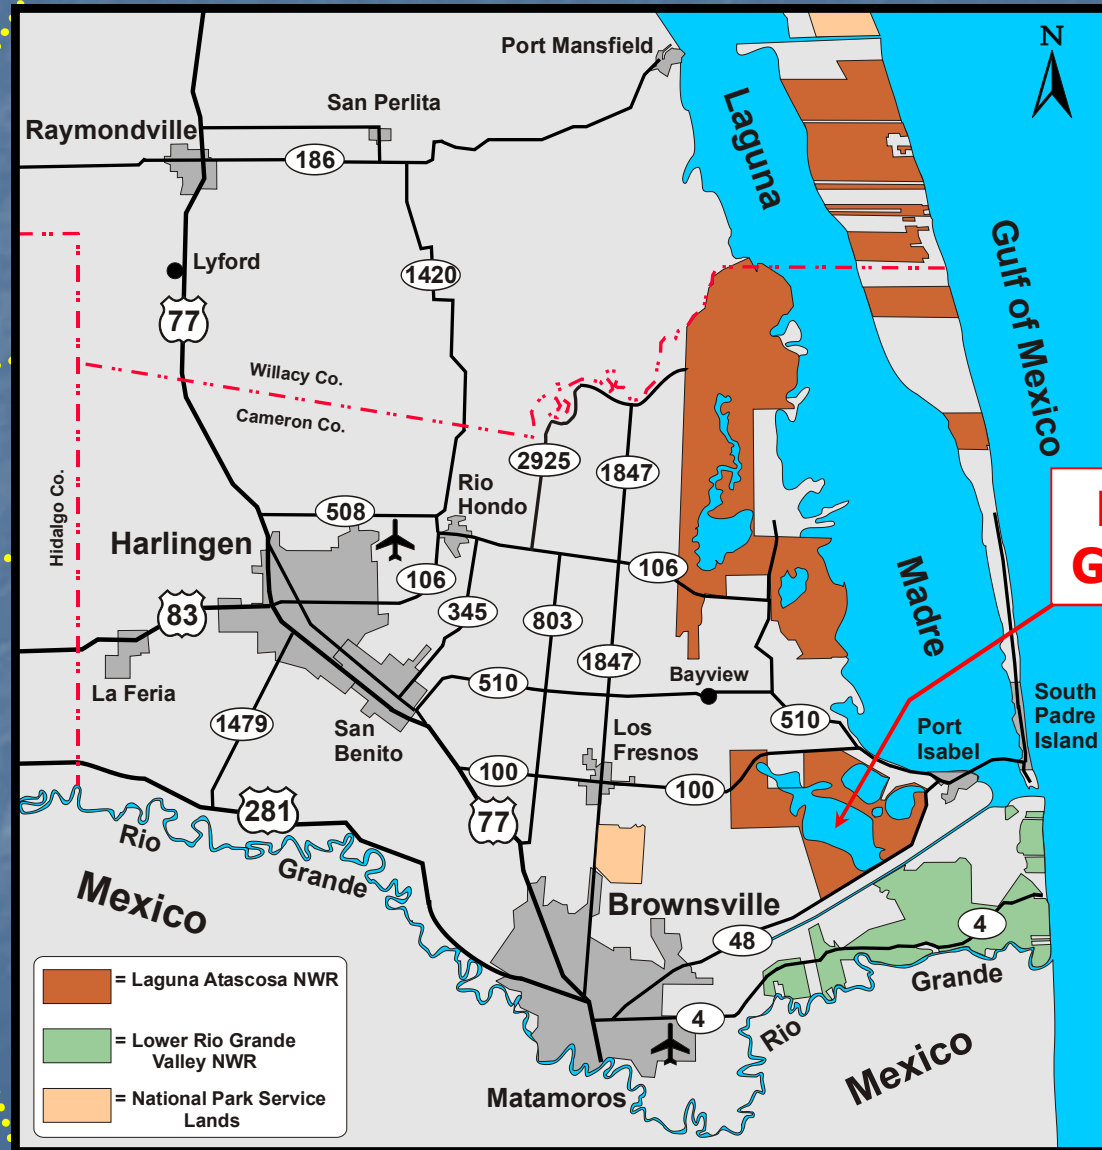 N
Port Mansfield
San Perlita
Raymondville
186
Laguna
Lyford
1420
77
Gulf of Mexico
Willacy Co.
Cameron Co.
Hidalgo Co.
2925
1847
Rio
Hondo
508
Harlingen
106
106
345
803
83
Madre
1847
La Feria
510
Bayview
1479
San
Benito
Los
Fresnos
510
Port
Isabel
South
Padre
Island
100
100
281
77
Rio
Grande
Mexico
Brownsville
48
4
Grande
4
Rio
Mexico
Matamoros
= Laguna Atascosa NWR
= Lower Rio Grande
Valley NWR
= National Park Service
Lands